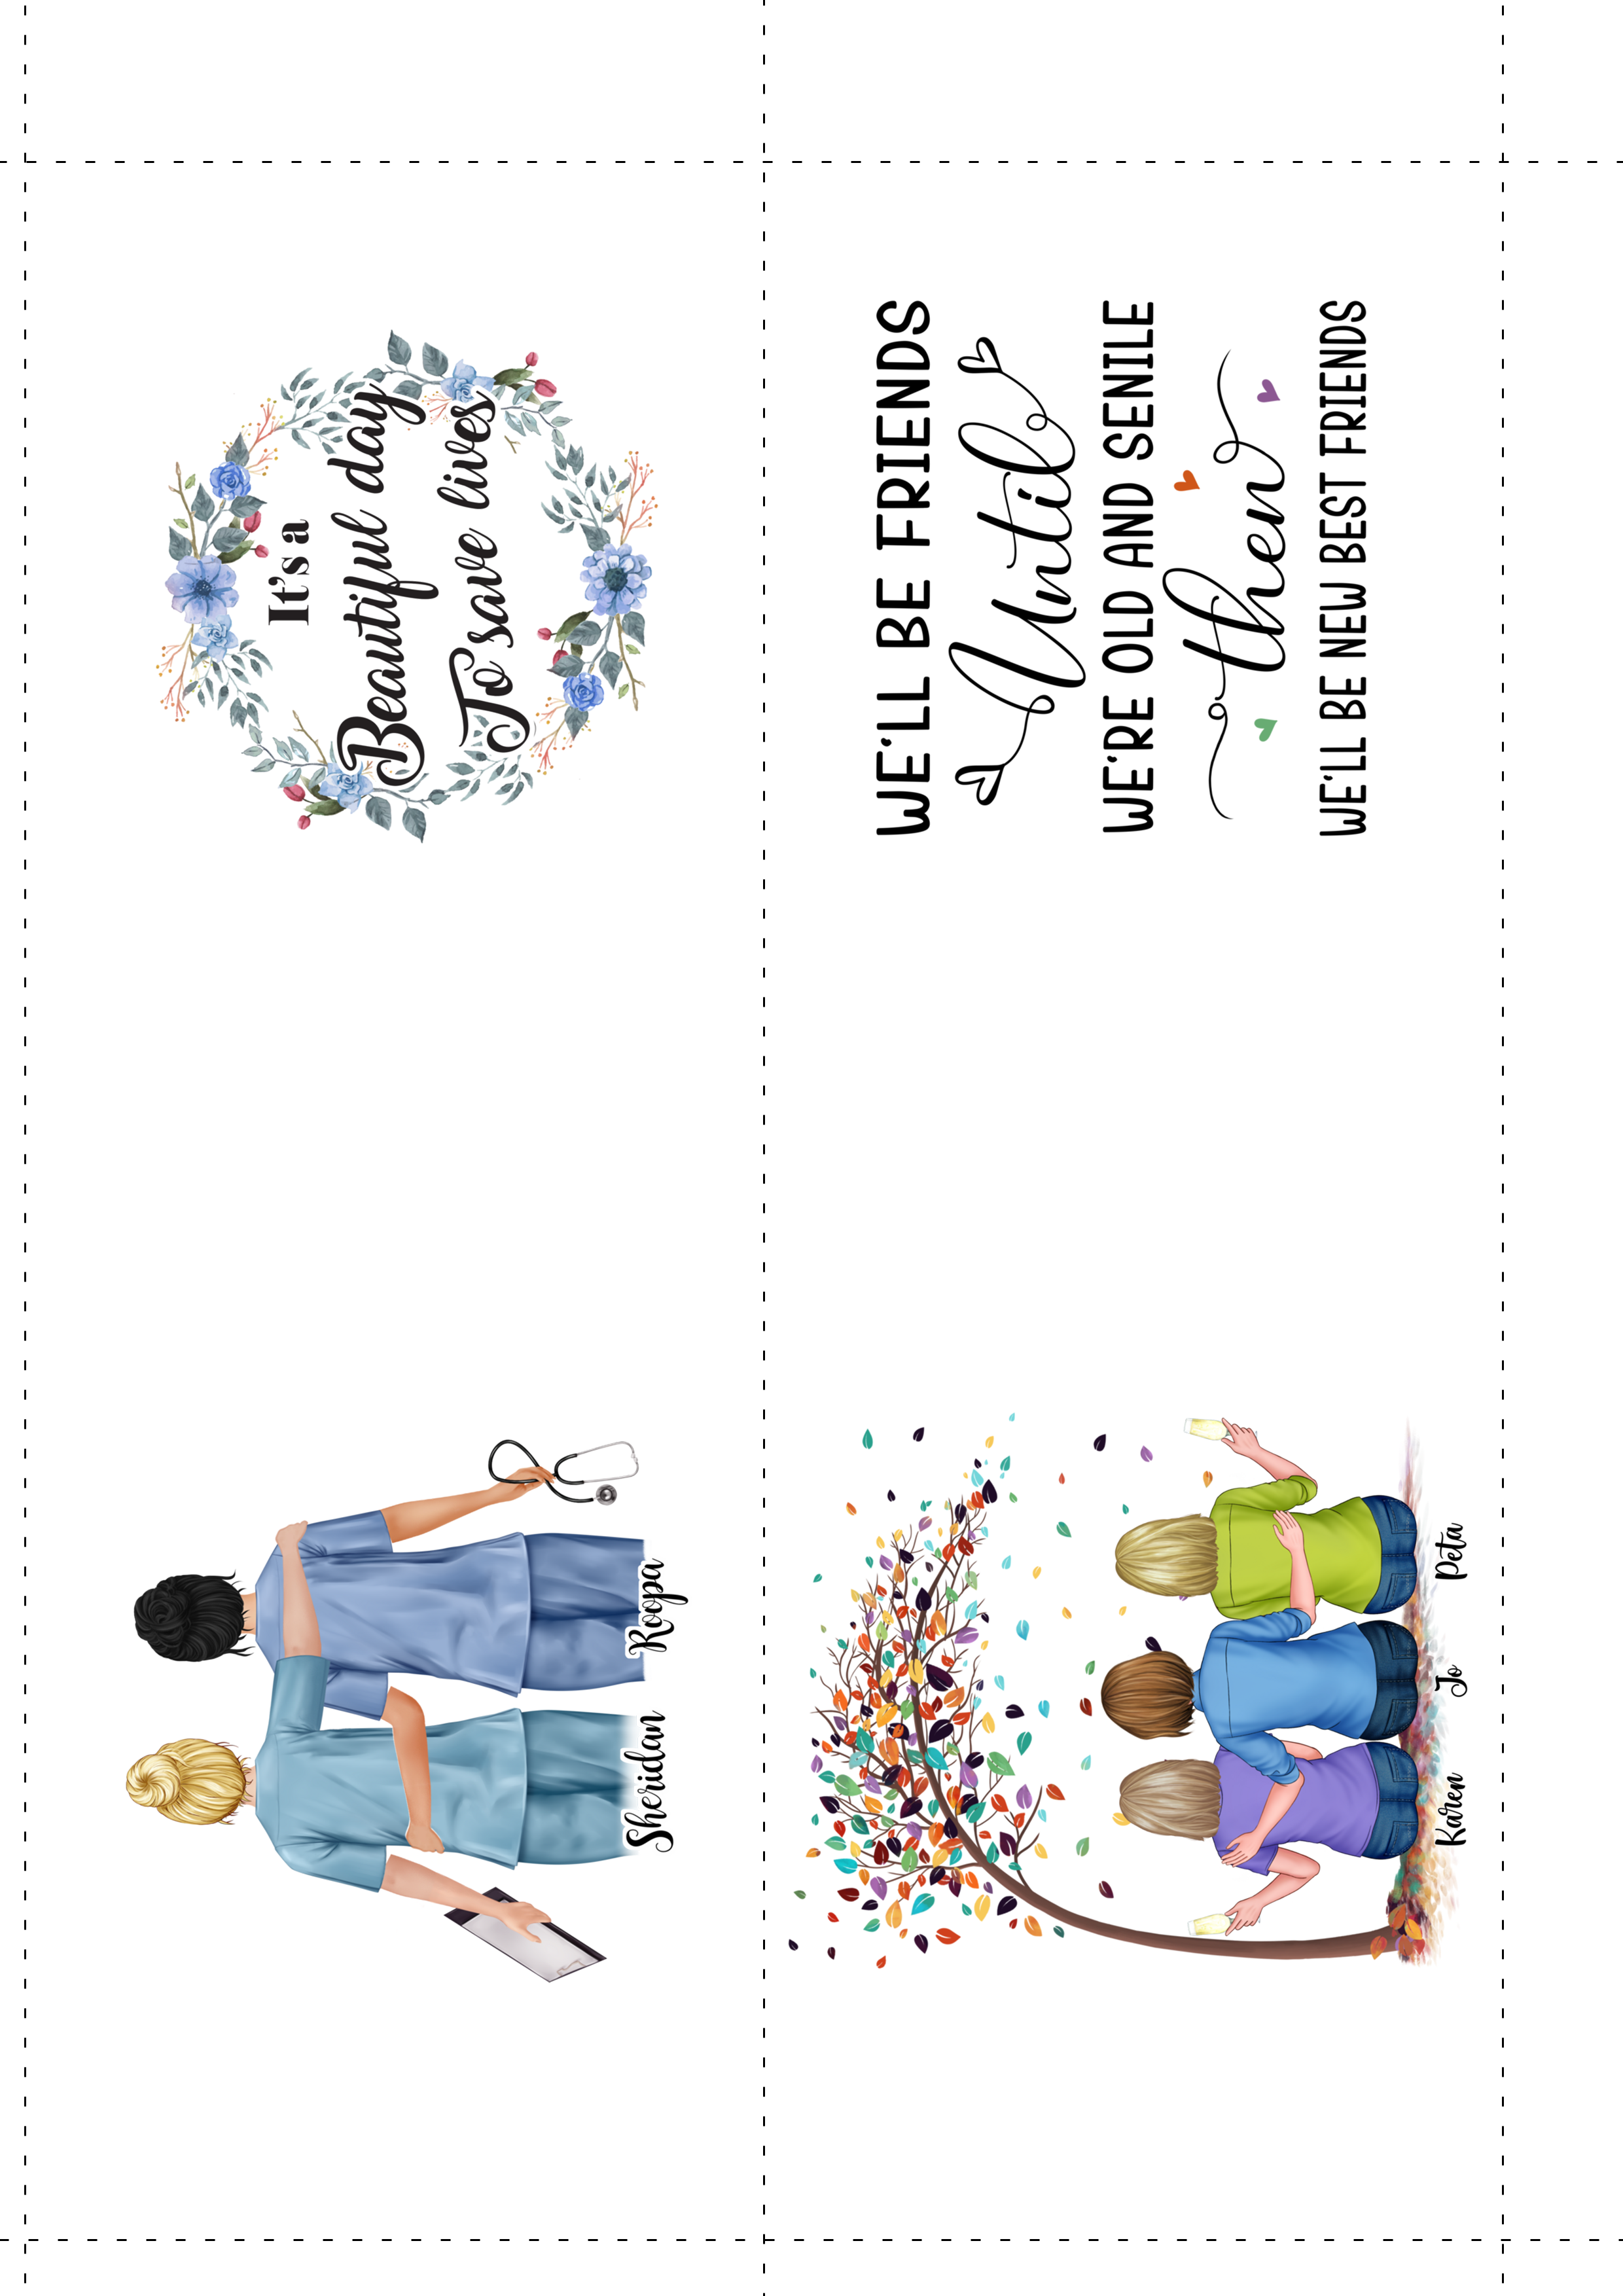 It's a
Beautiful day
To save lives
Sheridan Roopa
WE'LL BE FRIENDS
Until
WE'RE OLD AND SENILE
then
WE'LL BE NEW BEST FRIENDS
Karen Jo Peta